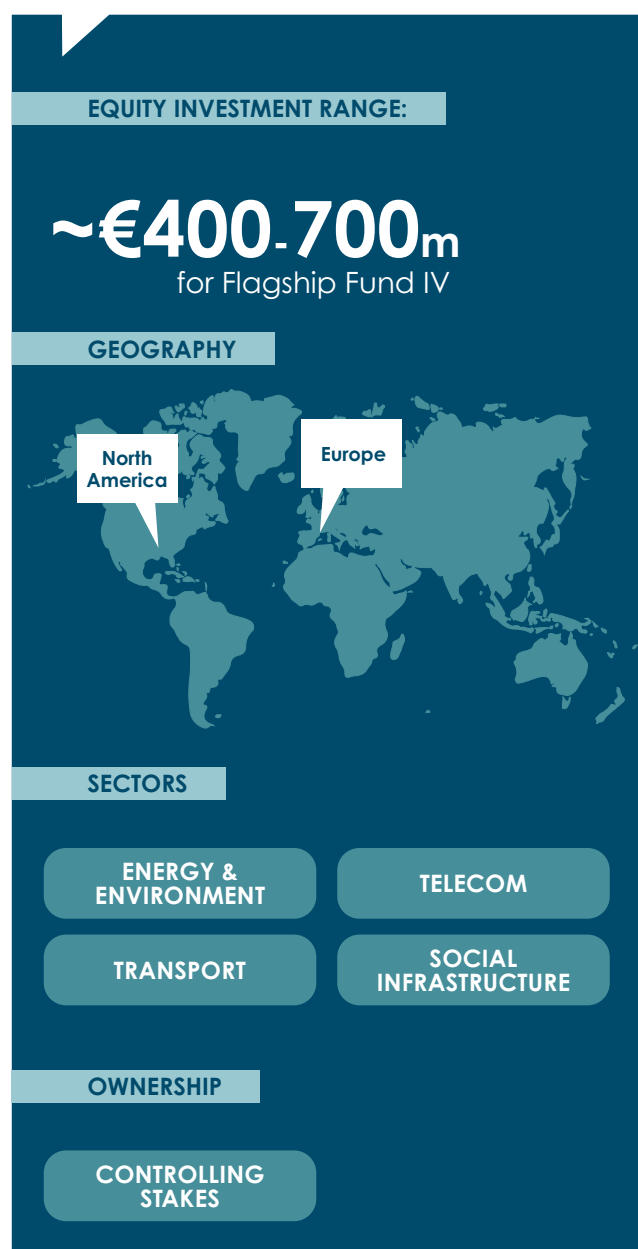 EQUITY INVESTMENT RANGE:
~€400-700m
for Flagship Fund IV
GEOGRAPHY
North
America
Europe
SECTORS
ENERGY &
ENVIRONMENT
TELECOM
TRANSPORT
SOCIAL
INFRASTRUCTURE
OWNERSHIP
CONTROLLING
STAKES